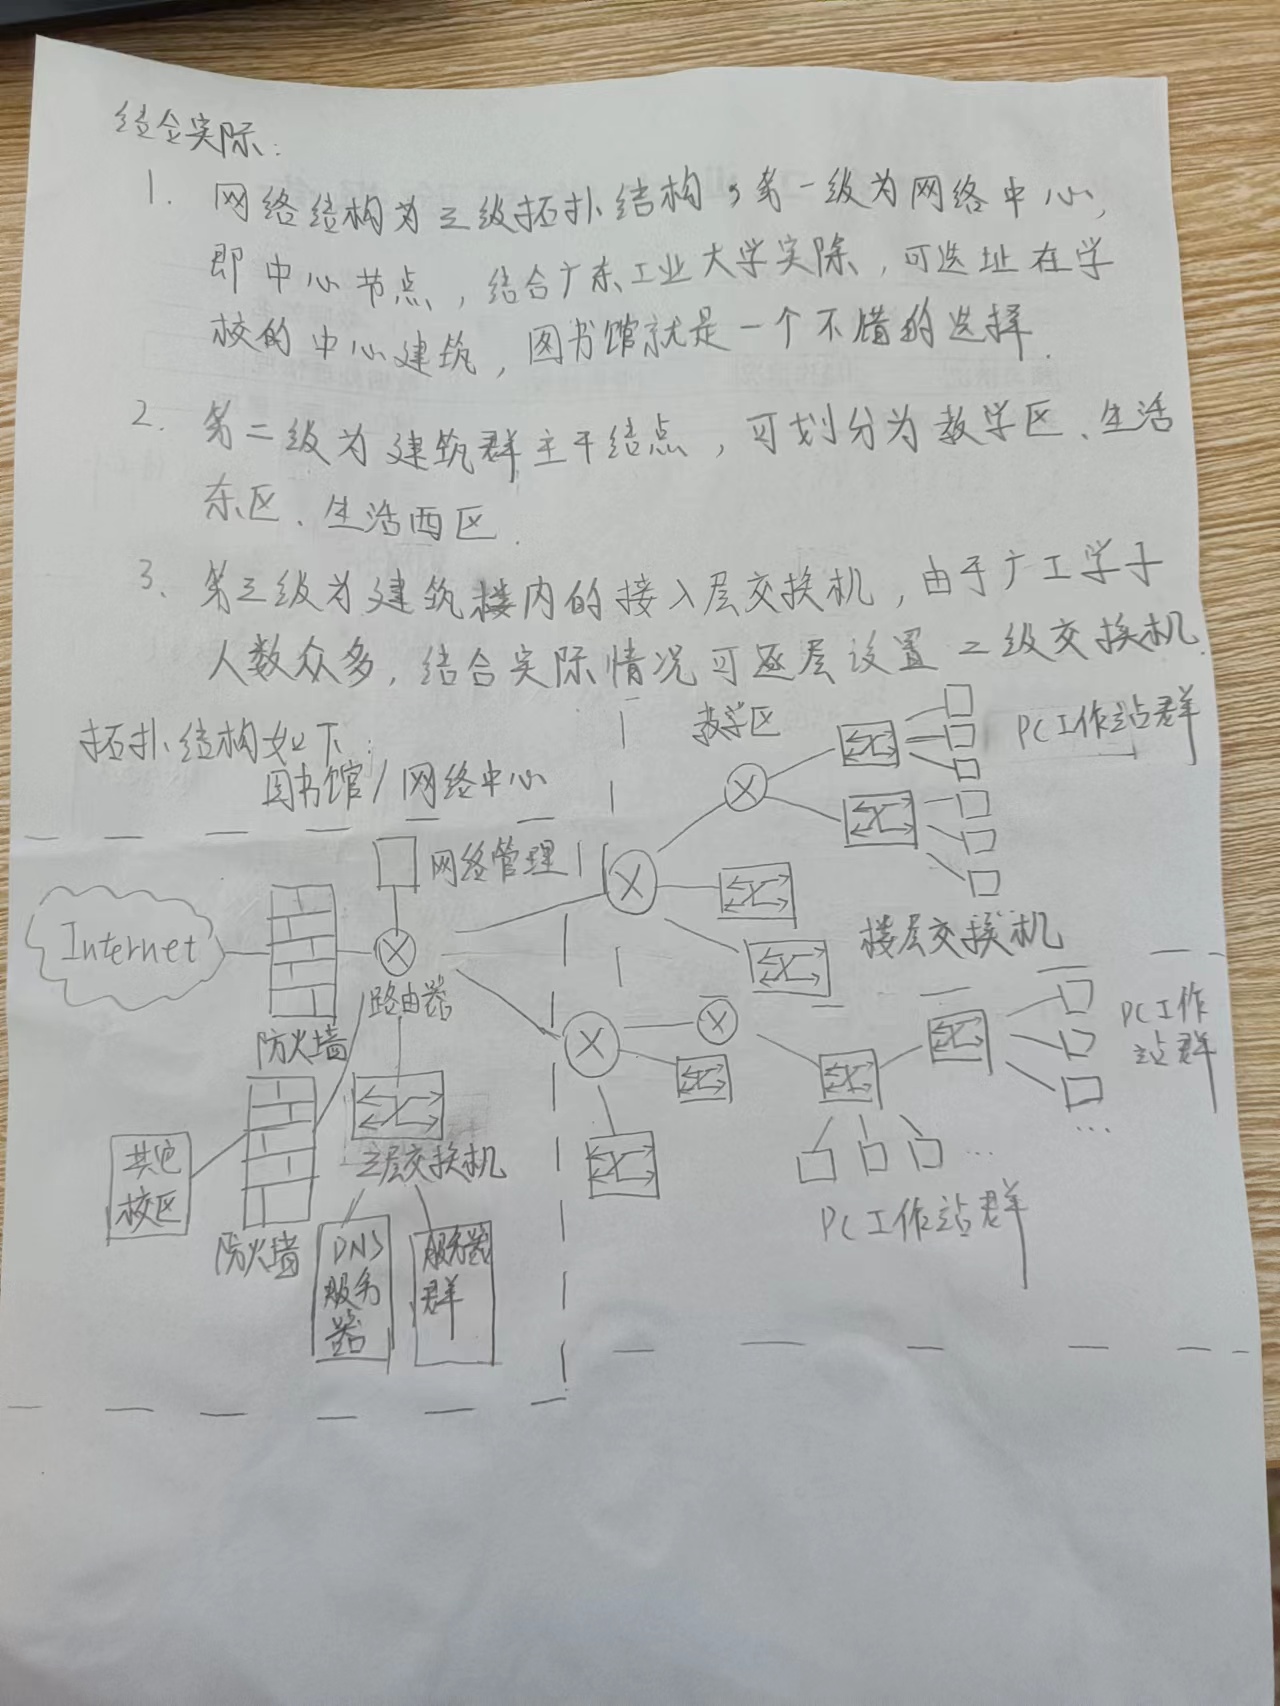 结合实际:
1. 网络结构为三级拓扑结构,第一级为网络中心,
即中心节点,结合广东工业大学实际,可选址在学
校的中心建筑,图书馆就是一个不错的选择.
2. 第二级为建筑群主干结点,可划分为教学区、生活
东区、生活西区.
3、第三级为建筑楼内的接入层交换机,由于广工学子
人数众多,结合实际情况可逐层设置二级交换机.
拓扑结构如下:
图书馆/网络中心
教学区
PC工作站群
网络管理
Internet
楼层交换机
路由器
防火墙
PC工作
站群
其它
校区
三层交换机
防火墙
DNS
服务
器
服务器
群
PC工作站群
...
...